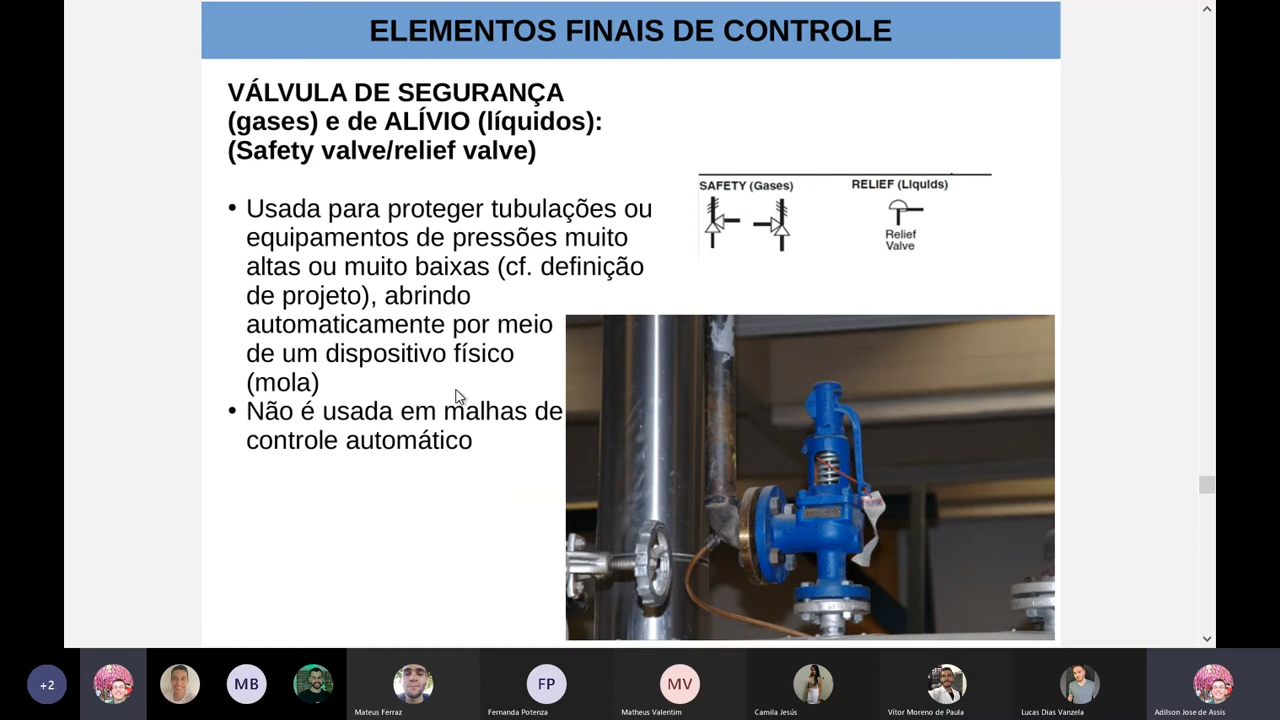 ELEMENTOS FINAIS DE CONTROLE
VÁLVULA DE SEGURANÇA
(gases) e de ALÍVIO (líquidos):
(Safety valve/relief valve)
• Usada para proteger tubulações ou
equipamentos de pressões muito
altas ou muito baixas (cf. definição
de projeto), abrindo
automaticamente por meio
de um dispositivo físico
(mola)
• Não é usada em malhas de
controle automático
SAFETY (Gases)
RELIEF (Liquids)
Relief
Valve
+2
MB
FP
MV
Mateus Ferraz
Fernanda Potenza
Matheus Valentim
Camila Jesús
Vítor Moreno de Paula
Lucas Dias Vanzela
Adilson Jose de Assis